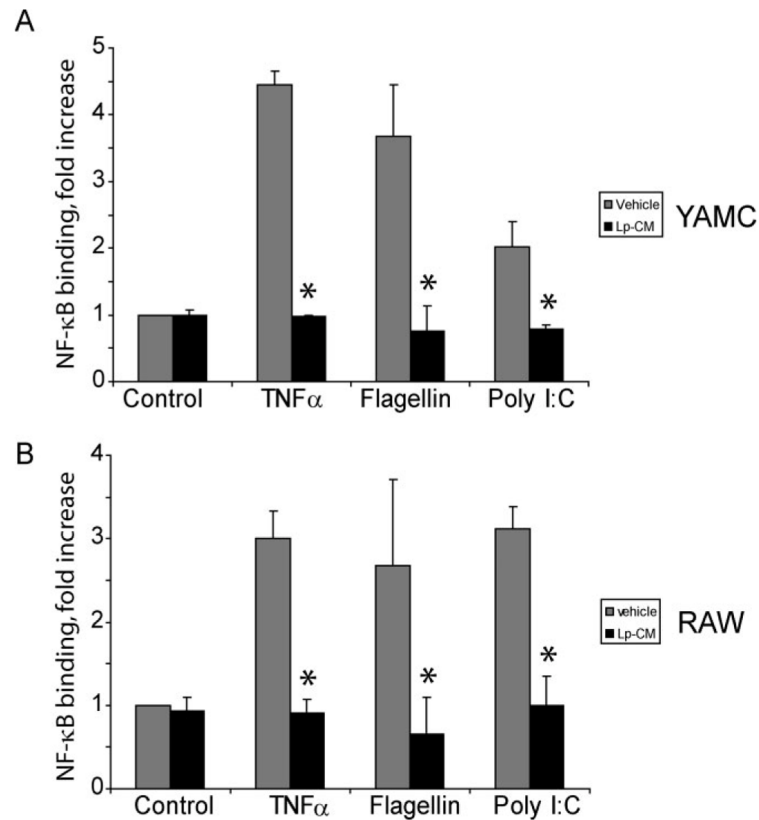 A
NF-κB binding, fold increase
5
4
3
2
1
0
*
*
*
Control TNFα Flagellin Poly I:C
Vehicle
Lp-CM
YAMC
B
NF-κB binding, fold increase
4
3
2
1
0
*
*
*
Control TNFα Flagellin Poly I:C
vehicle
Lp-CM
RAW